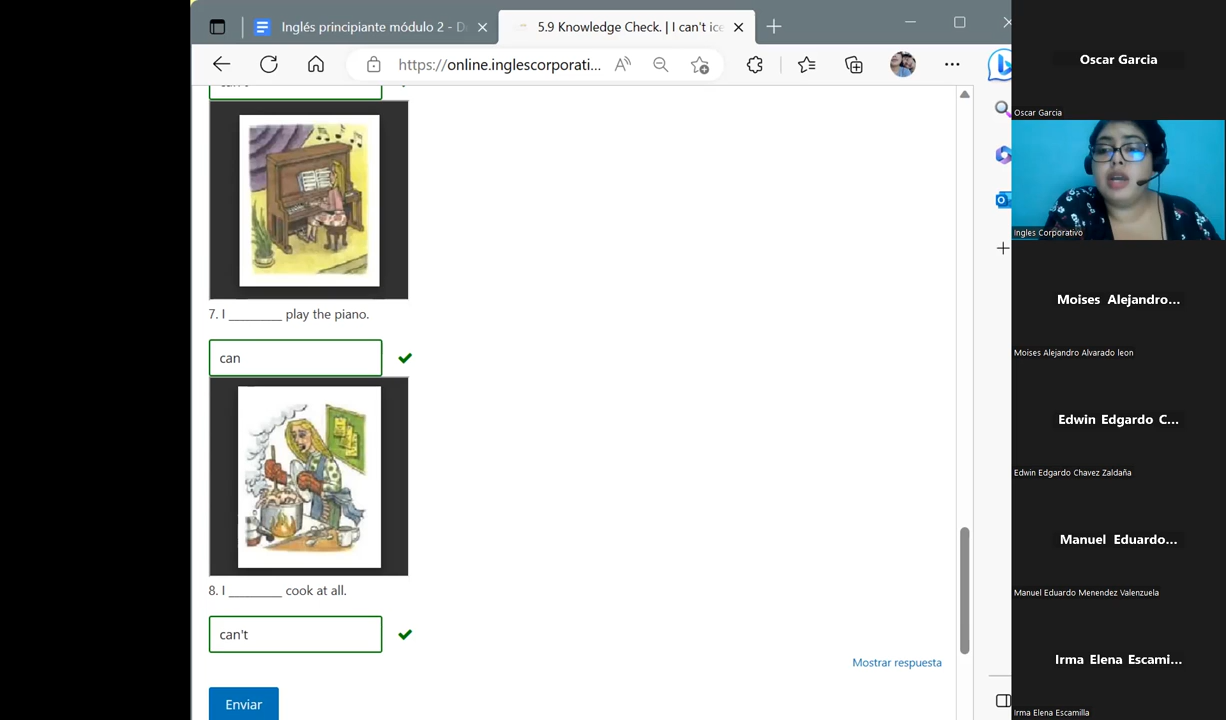 Inglés principiante módulo 2 - D
5.9 Knowledge Check. | I can't ice
https://online.inglescorporati...
7. I ________ play the piano.
can
8. I ________ cook at all.
can't
Mostrar respuesta
Enviar
Oscar Garcia
Oscar Garcia
Ingles Corporativo
Moises Alejandro...
Moises Alejandro Alvarado leon
Edwin Edgardo C...
Edwin Edgardo Chavez Zaldaña
Manuel Eduardo...
Manuel Eduardo Menendez Valenzuela
Irma Elena Escami...
Irma Elena Escamilla